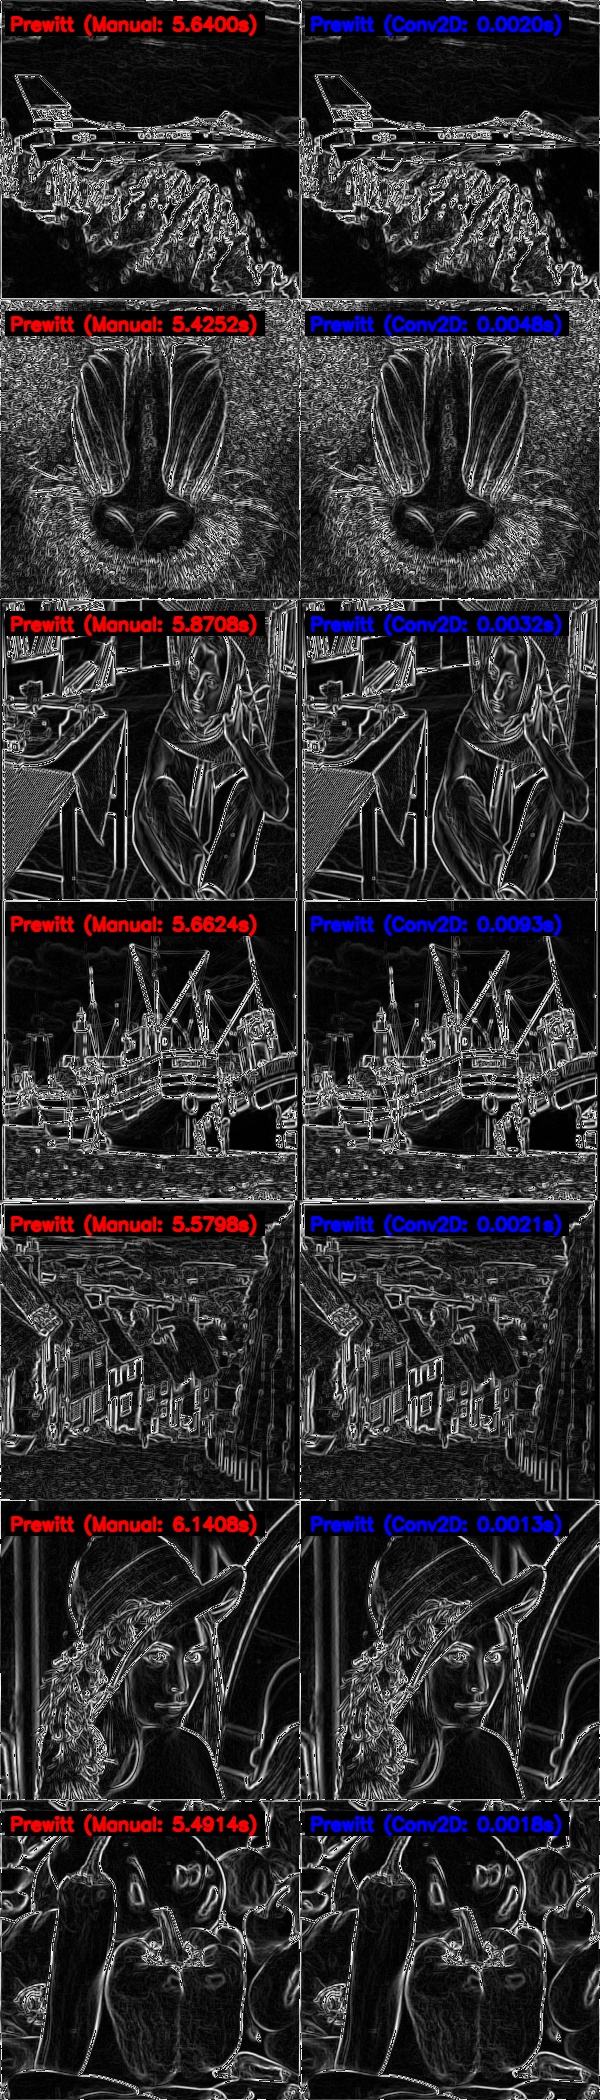 Prewitt (Manual: 5.6400s)
Prewitt (Conv2D: 0.0020s)
Prewitt (Manual: 5.4252s)
Prewitt (Conv2D: 0.0048s)
Prewitt (Manual: 5.8708s)
Prewitt (Conv2D: 0.0032s)
Prewitt (Manual: 5.6624s)
Prewitt (Conv2D: 0.0093s)
Prewitt (Manual: 5.5798s)
Prewitt (Conv2D: 0.0021s)
Prewitt (Manual: 6.1408s)
Prewitt (Conv2D: 0.0013s)
Prewitt (Manual: 5.4914s)
Prewitt (Conv2D: 0.0018s)